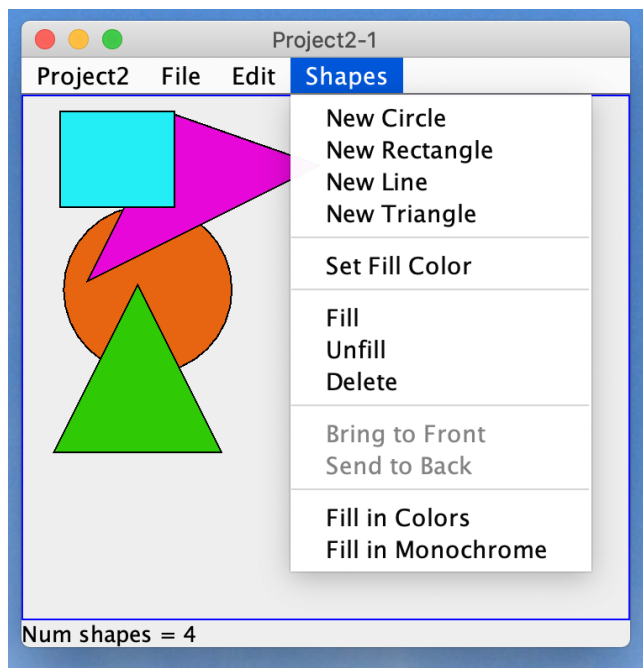 Project2-1
Project2 File Edit Shapes
New Circle
New Rectangle
New Line
New Triangle
Set Fill Color
Fill
Unfill
Delete
Bring to Front
Send to Back
Fill in Colors
Fill in Monochrome
Num shapes = 4